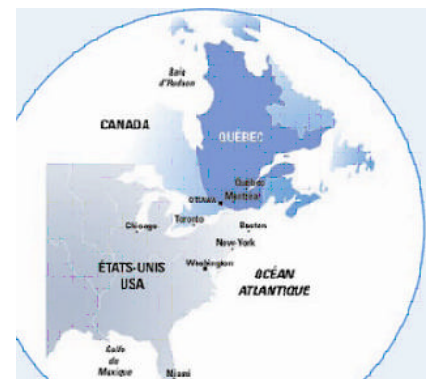 Baie
d'Hudson
CANADA
QUÉBEC
Québec
OTTAWA
Montréal
Toronto
Boston
Chicago
New York
Washington
ÉTATS-UNIS
USA
OCÉAN
ATLANTIQUE
Golfe
du
Mexique
Miami